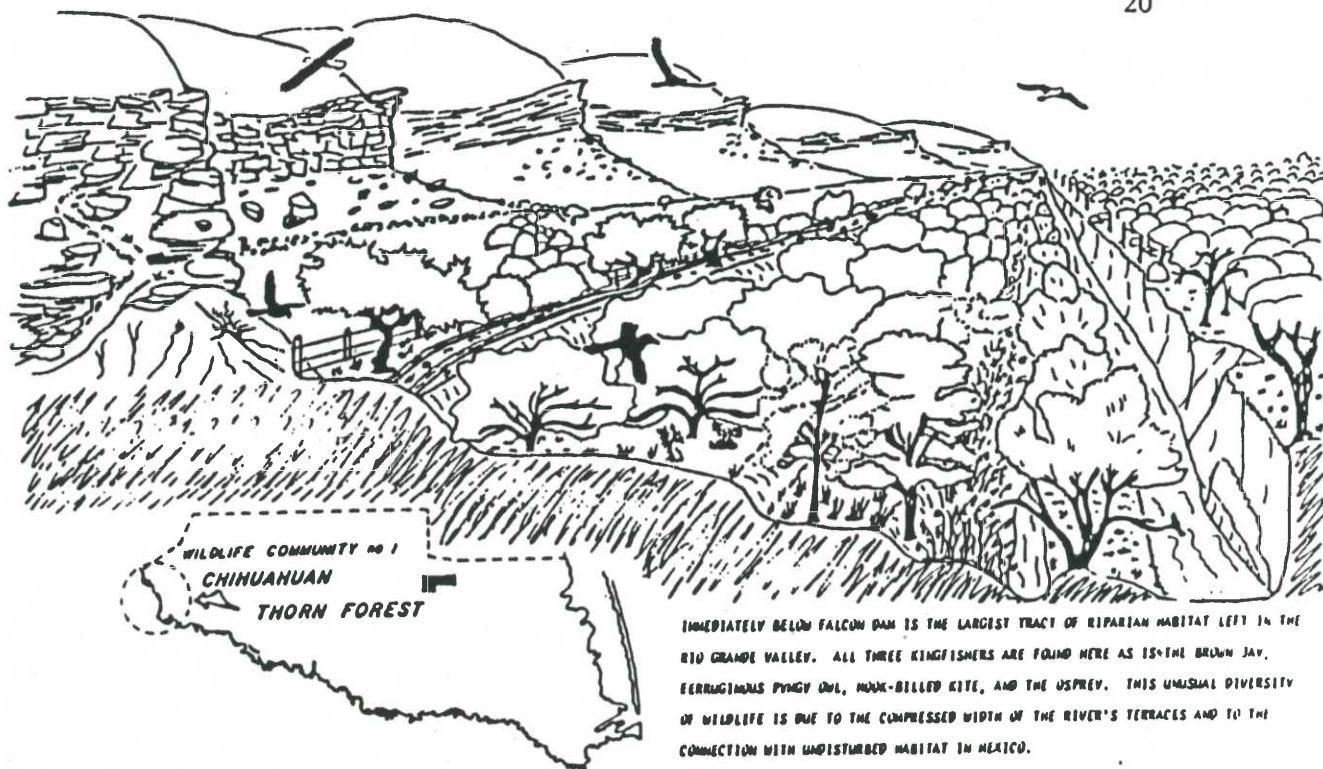 20
WILDLIFE COMMUNITY no 1
CHIHUAHUAN
THORN FOREST
IMMEDIATELY BELOW FALCON DAM IS THE LARGEST TRACT OF RIPARIAN HABITAT LEFT IN THE
RIO GRANDE VALLEY. ALL THREE KINGFISHERS ARE FOUND HERE AS IS THE BROWN JAY,
FERRUGINOUS PYMGY OWL, HOOK-BILLED KITE, AND THE OSPREY. THIS UNUSUAL DIVERSITY
OF WILDLIFE IS DUE TO THE COMPRESSED WIDTH OF THE RIVER'S TERRACES AND TO THE
CONNECTION WITH UNDISTURBED HABITAT IN MEXICO.